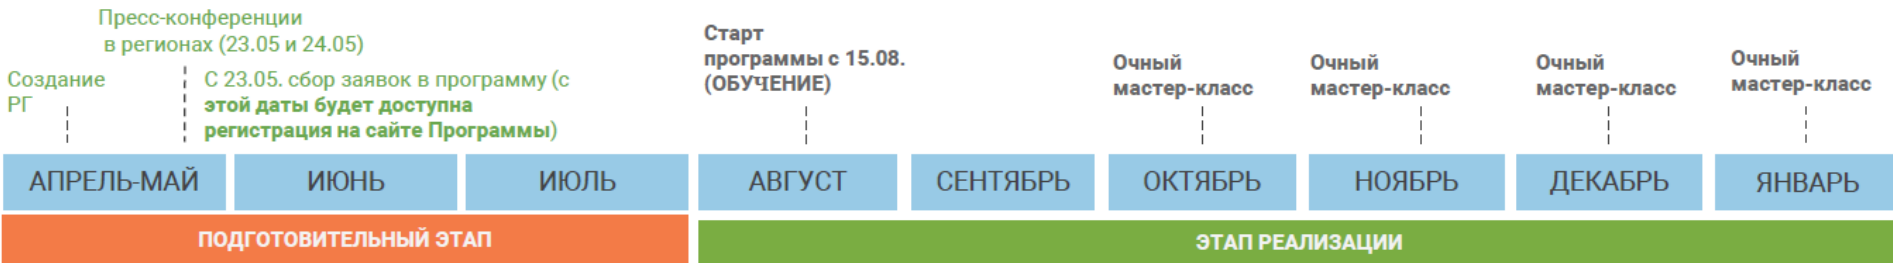 Пресс-конференции
в регионах (23.05 и 24.05)
Создание
РГ
С 23.05. сбор заявок в программу (с
этой даты будет доступна
регистрация на сайте Программы)
Старт
программы с 15.08.
(ОБУЧЕНИЕ)
Очный
мастер-класс
Очный
мастер-класс
Очный
мастер-класс
Очный
мастер-класс
АПРЕЛЬ-МАЙ
ИЮНЬ
ИЮЛЬ
АВГУСТ
СЕНТЯБРЬ
ОКТЯБРЬ
НОЯБРЬ
ДЕКАБРЬ
ЯНВАРЬ
ПОДГОТОВИТЕЛЬНЫЙ ЭТАП
ЭТАП РЕАЛИЗАЦИИ